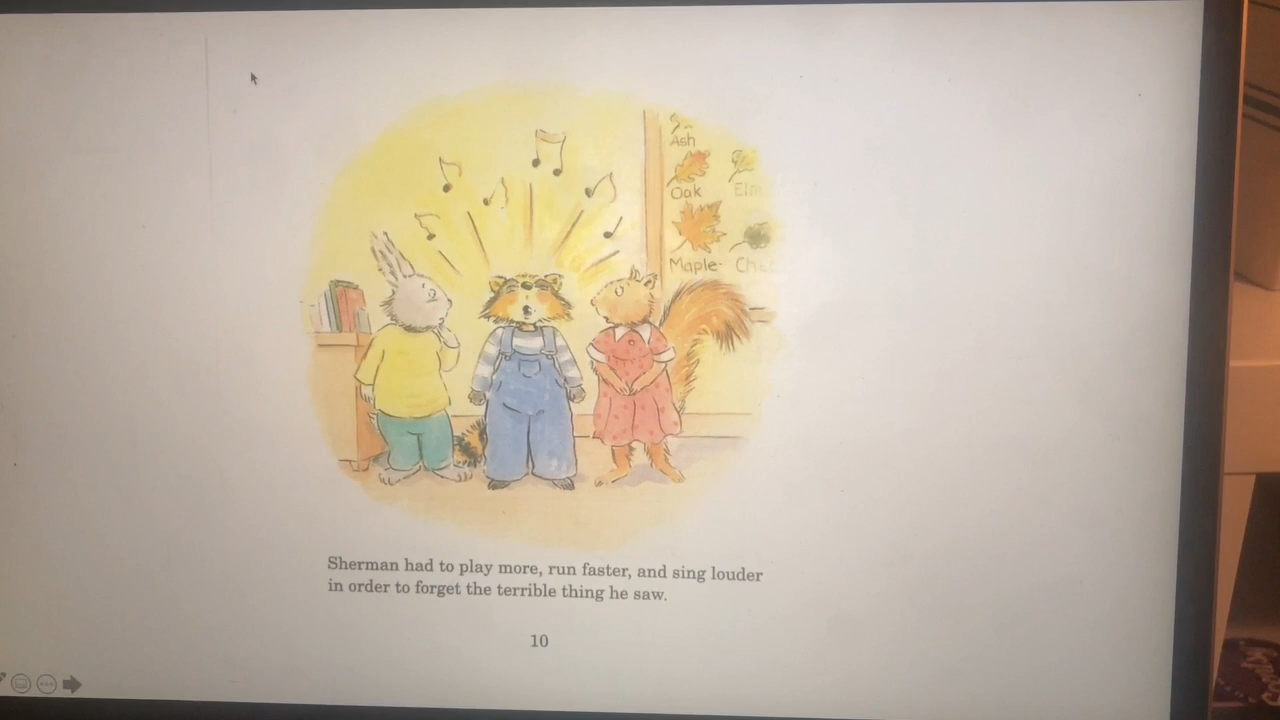 Ash
Oak Elm
Maple
Sherman had to play more, run faster, and sing louder
in order to forget the terrible thing he saw.
10